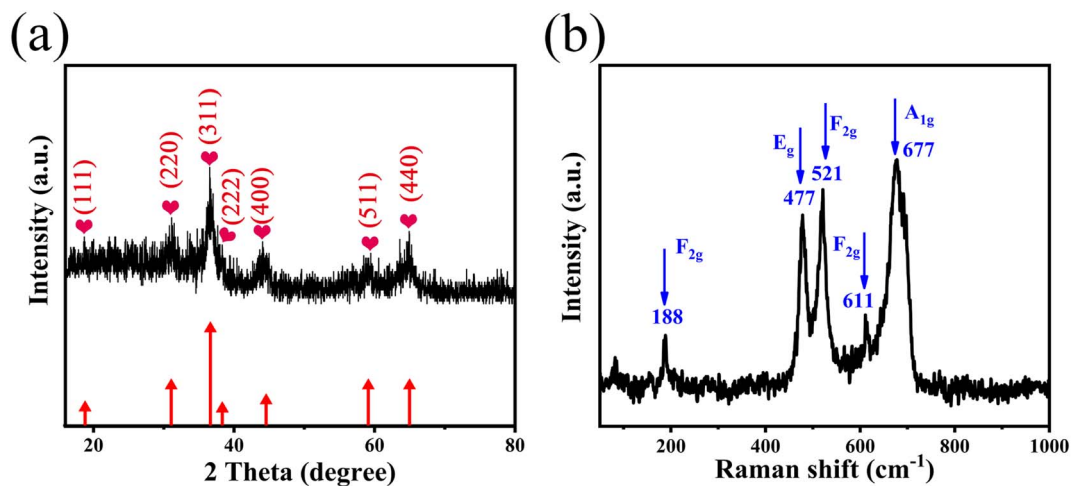 (a)
(111)
(220)
(311)
(222)
(400)
(511)
(440)
Intensity (a.u.)
20
40
60
80
2 Theta (degree)
(b)
F2g
188
Eg
477
F2g
521
F2g
611
A1g
677
Intensity (a.u.)
200
400
600
800
1000
Raman shift (cm⁻¹)